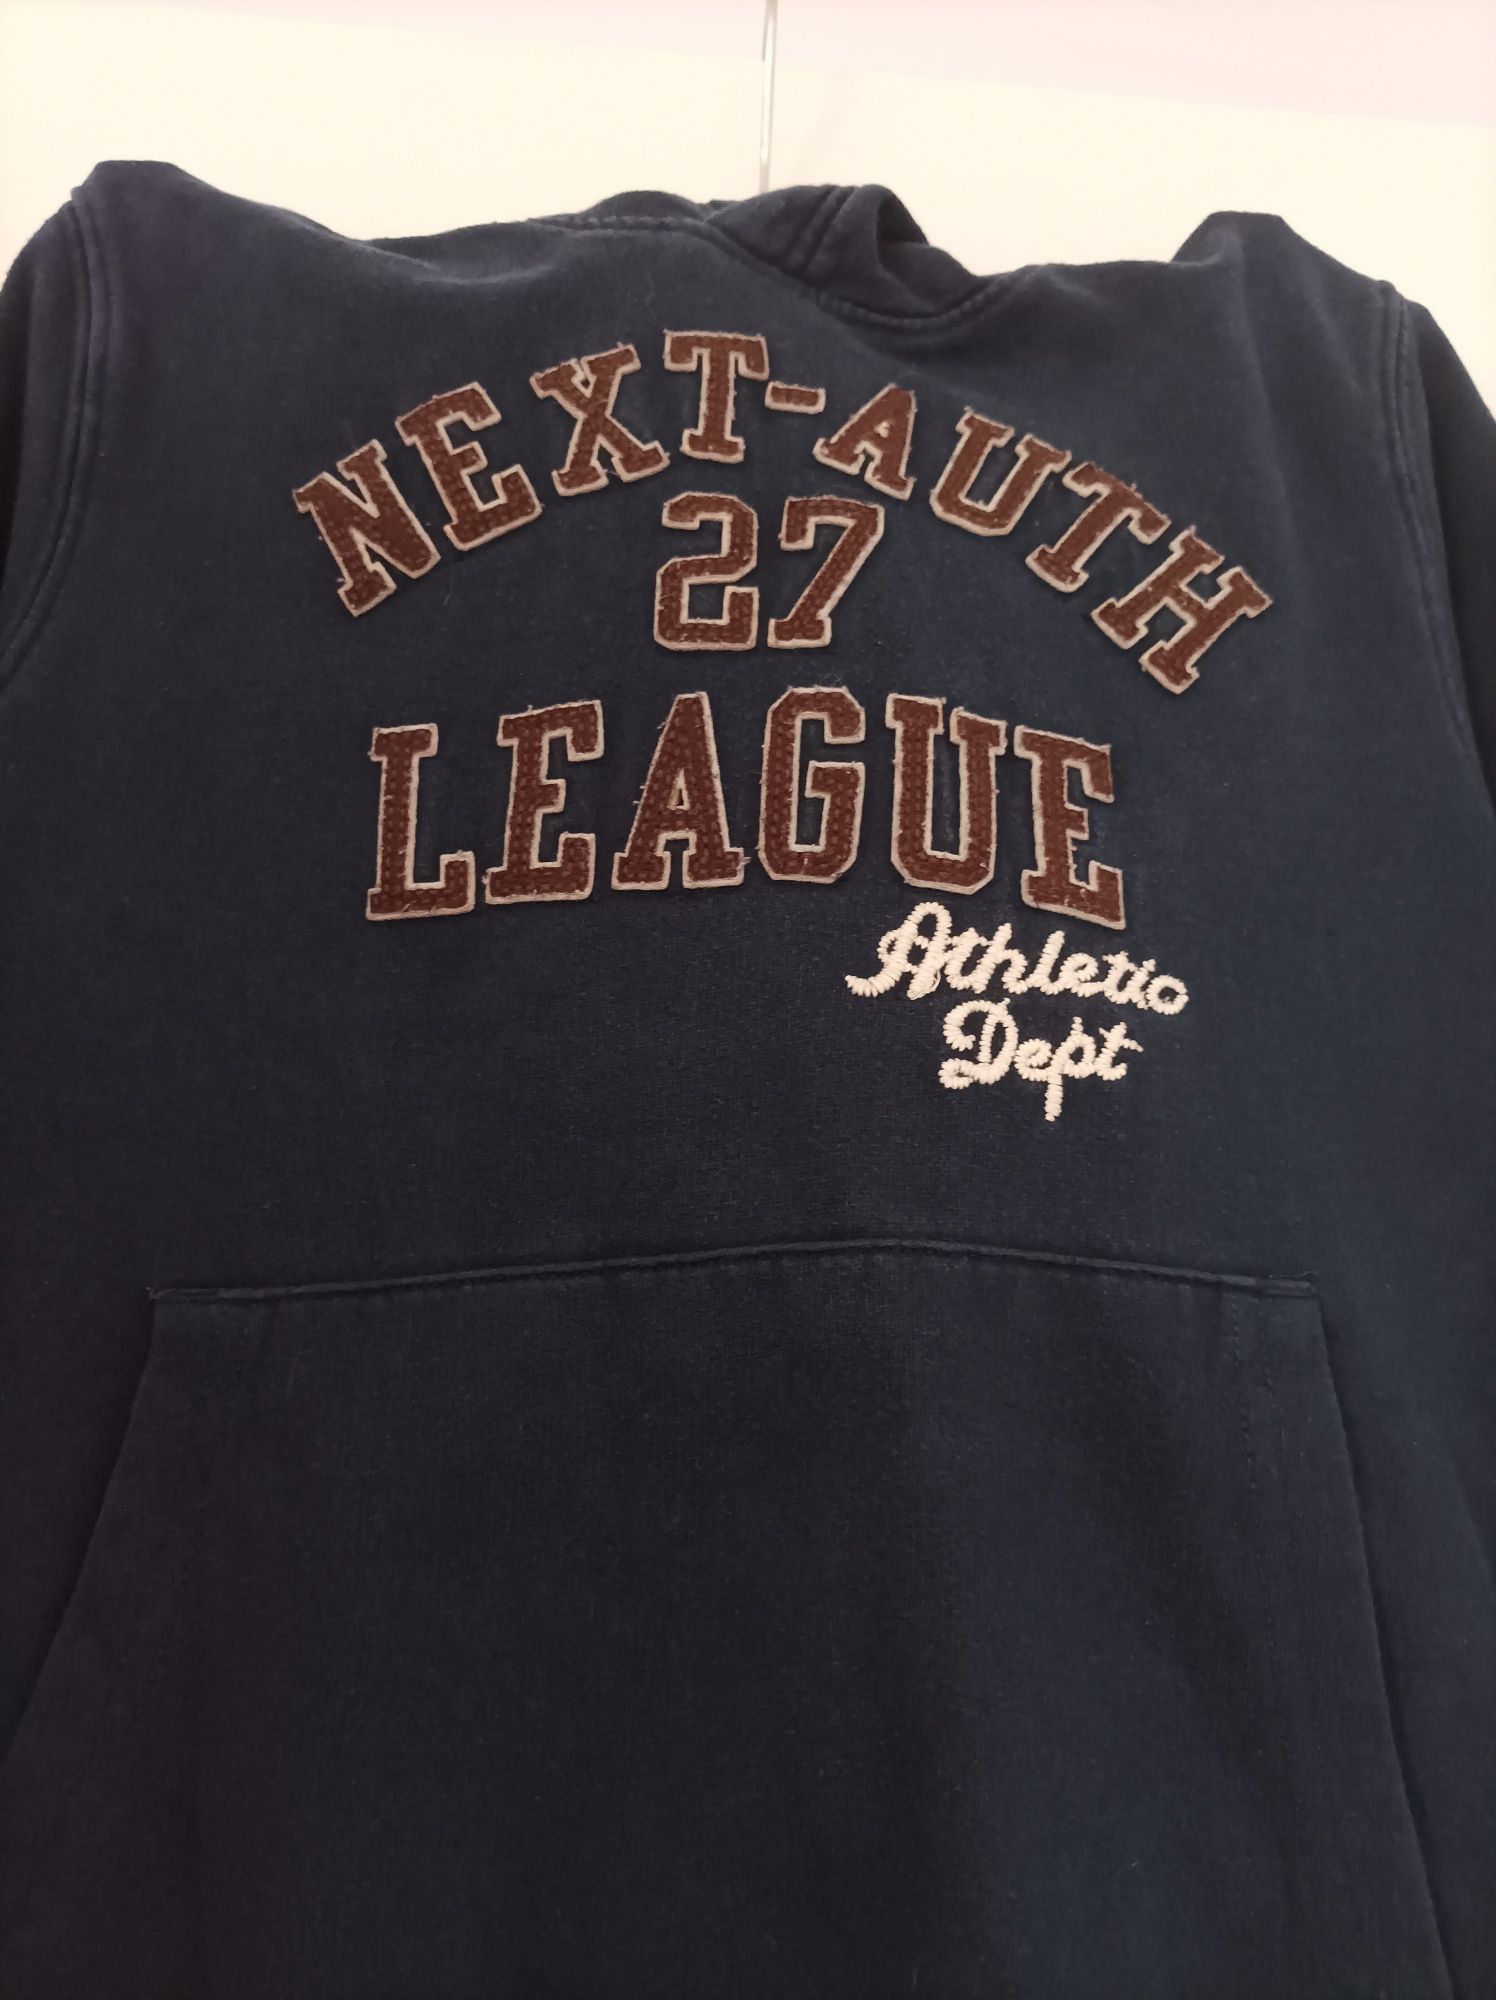 NEXT-AUTH
27
LEAGUE
Athletic
Dept